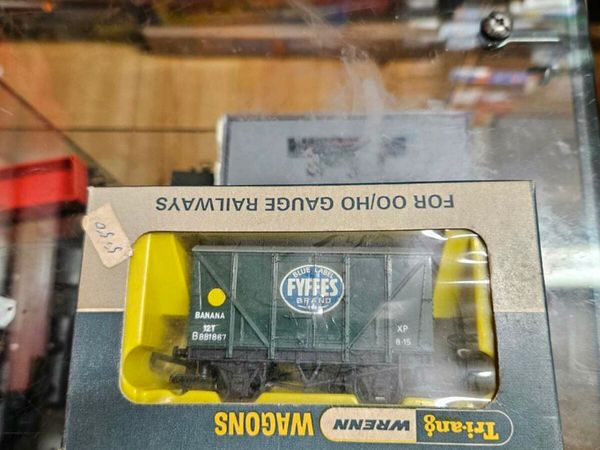 FOR OO/HO GAUGE RAILWAYS
5.50
BLUE LABEL
FYFFES
BRAND
BANANA
12T
B881867
XP
8-15
Tri-ang WRENN WAGONS